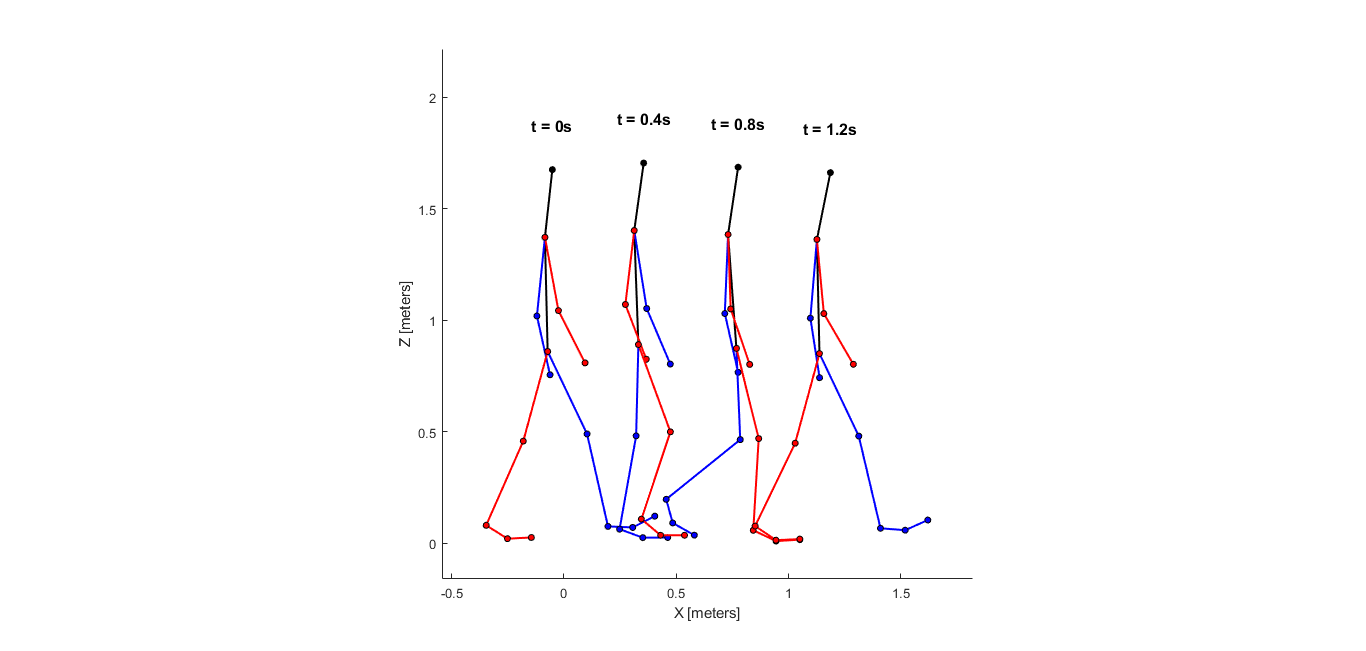 2
t = 0s
t = 0.4s
t = 0.8s
t = 1.2s
1.5
1
0.5
0
Z [meters]
-0.5
0
0.5
1
1.5
X [meters]